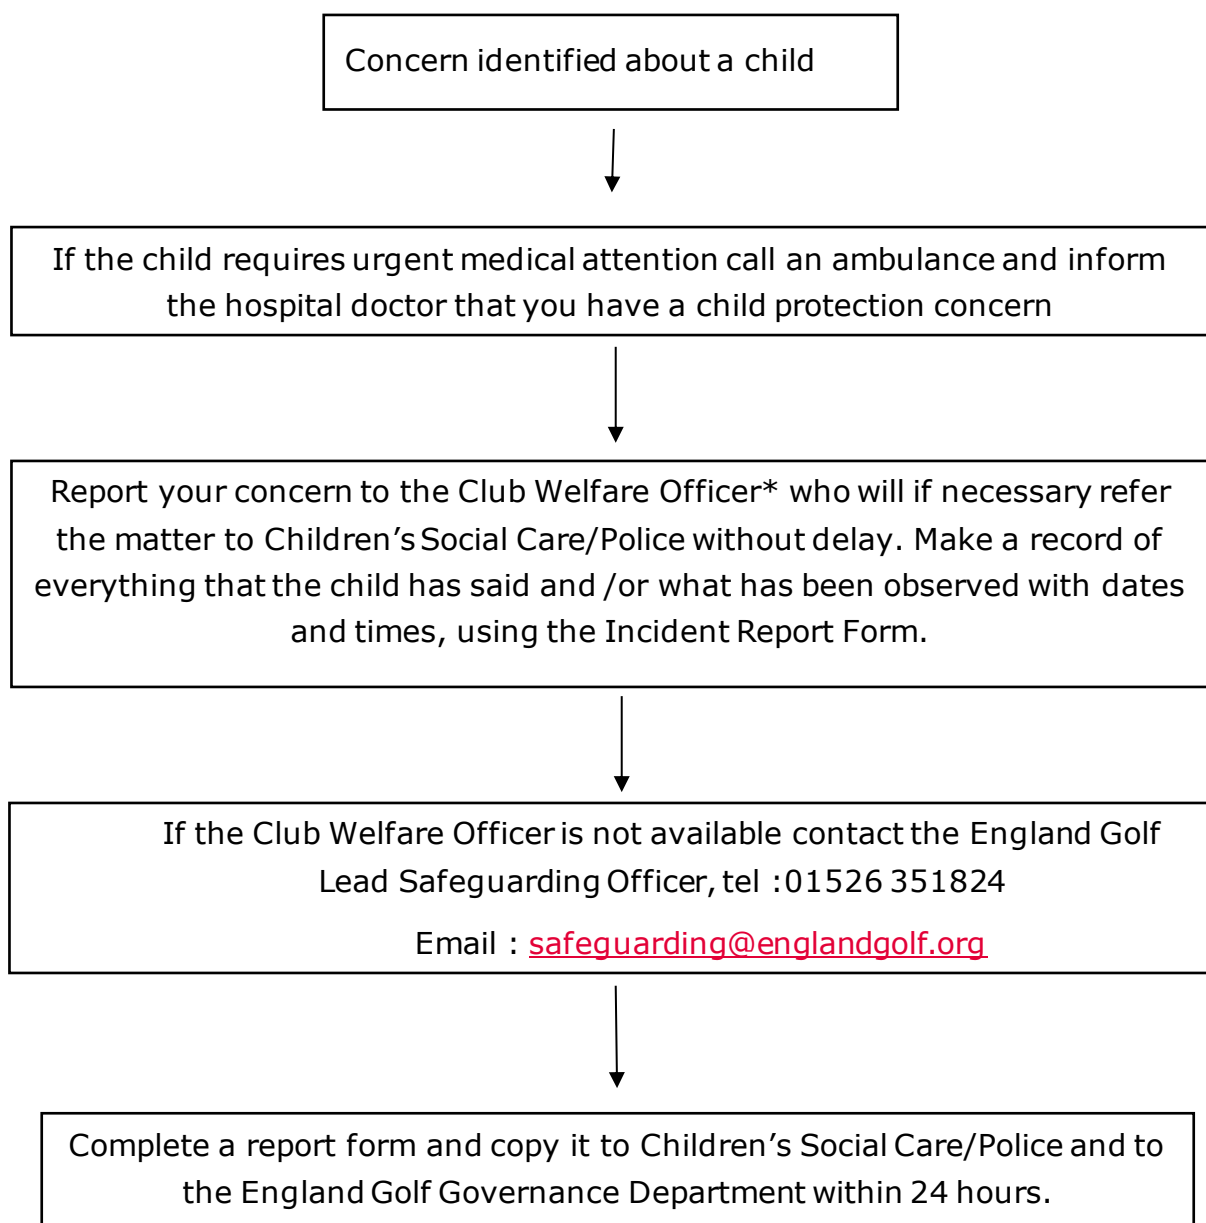 Concern identified about a child
If the child requires urgent medical attention call an ambulance and inform
the hospital doctor that you have a child protection concern
Report your concern to the Club Welfare Officer* who will if necessary refer
the matter to Children’s Social Care/Police without delay. Make a record of
everything that the child has said and /or what has been observed with dates
and times, using the Incident Report Form.
If the Club Welfare Officer is not available contact the England Golf
Lead Safeguarding Officer, tel :01526 351824
Email : safeguarding@englandgolf.org
Complete a report form and copy it to Children’s Social Care/Police and to
the England Golf Governance Department within 24 hours.